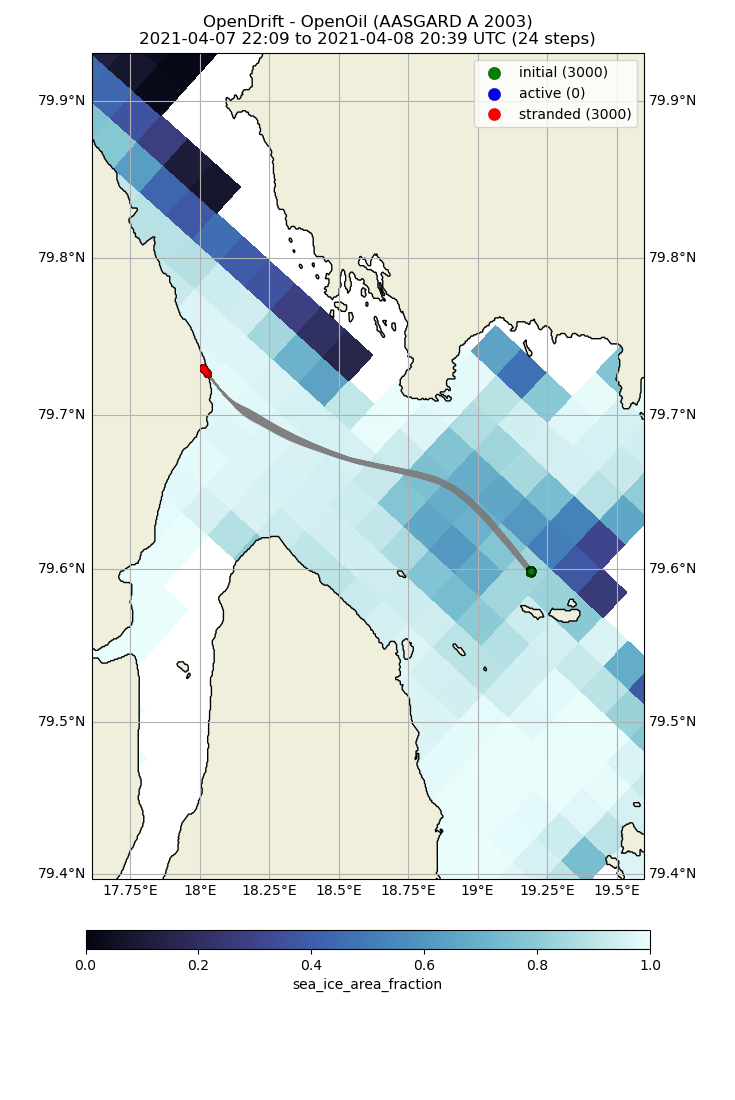 OpenDrift - OpenOil (AASGARD A 2003)
2021-04-07 22:09 to 2021-04-08 20:39 UTC (24 steps)
initial (3000)
active (0)
stranded (3000)
79.9°N 79.9°N
79.8°N 79.8°N
79.7°N 79.7°N
79.6°N 79.6°N
79.5°N 79.5°N
79.4°N 79.4°N
17.75°E 18°E 18.25°E 18.5°E 18.75°E 19°E 19.25°E 19.5°E
0.0 0.2 0.4 0.6 0.8 1.0
sea_ice_area_fraction